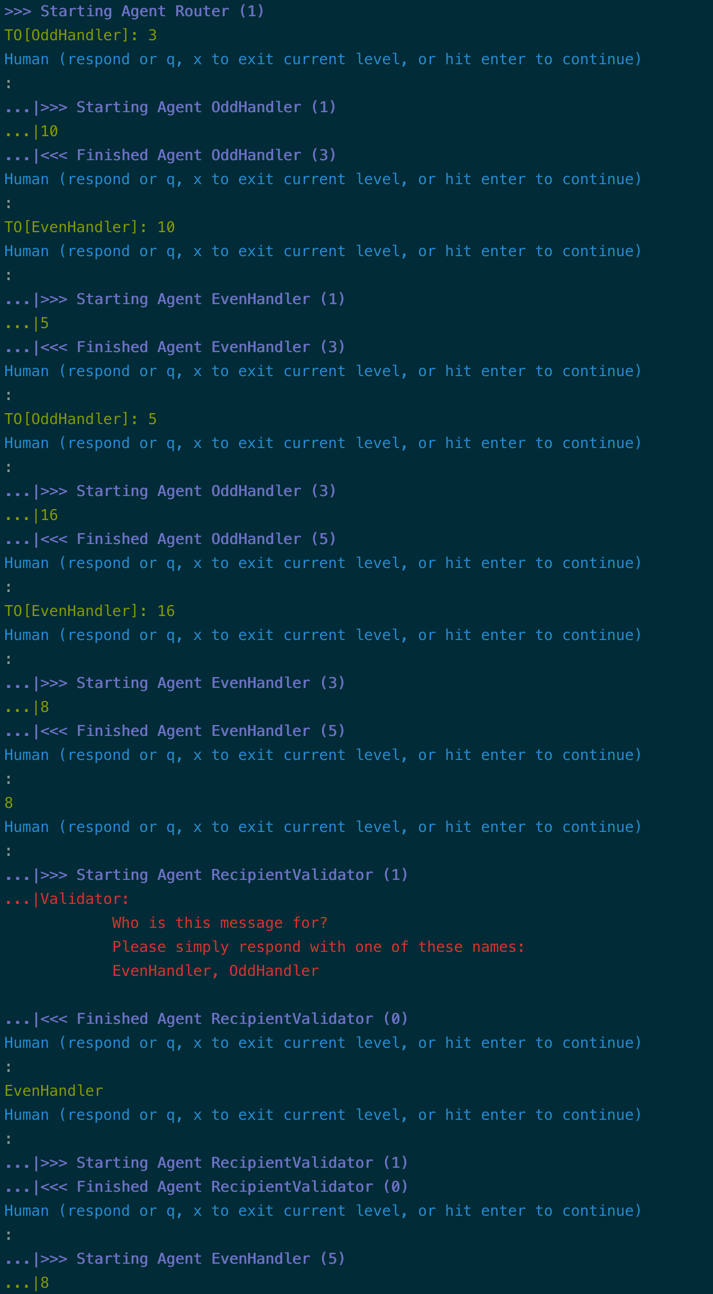 >>> Starting Agent Router (1)
TO[OddHandler]: 3
Human (respond or q, x to exit current level, or hit enter to continue)
:
...|>>> Starting Agent OddHandler (1)
...|10
...|<<< Finished Agent OddHandler (3)
Human (respond or q, x to exit current level, or hit enter to continue)
:
TO[EvenHandler]: 10
Human (respond or q, x to exit current level, or hit enter to continue)
:
...|>>> Starting Agent EvenHandler (1)
...|5
...|<<< Finished Agent EvenHandler (3)
Human (respond or q, x to exit current level, or hit enter to continue)
:
TO[OddHandler]: 5
Human (respond or q, x to exit current level, or hit enter to continue)
:
...|>>> Starting Agent OddHandler (3)
...|16
...|<<< Finished Agent OddHandler (5)
Human (respond or q, x to exit current level, or hit enter to continue)
:
TO[EvenHandler]: 16
Human (respond or q, x to exit current level, or hit enter to continue)
:
...|>>> Starting Agent EvenHandler (3)
...|8
...|<<< Finished Agent EvenHandler (5)
Human (respond or q, x to exit current level, or hit enter to continue)
:
8
Human (respond or q, x to exit current level, or hit enter to continue)
:
...|>>> Starting Agent RecipientValidator (1)
...|Validator:
Who is this message for?
Please simply respond with one of these names:
EvenHandler, OddHandler
...|<<< Finished Agent RecipientValidator (0)
Human (respond or q, x to exit current level, or hit enter to continue)
:
EvenHandler
Human (respond or q, x to exit current level, or hit enter to continue)
:
...|>>> Starting Agent RecipientValidator (1)
...|<<< Finished Agent RecipientValidator (0)
Human (respond or q, x to exit current level, or hit enter to continue)
:
...|>>> Starting Agent EvenHandler (5)
...|8